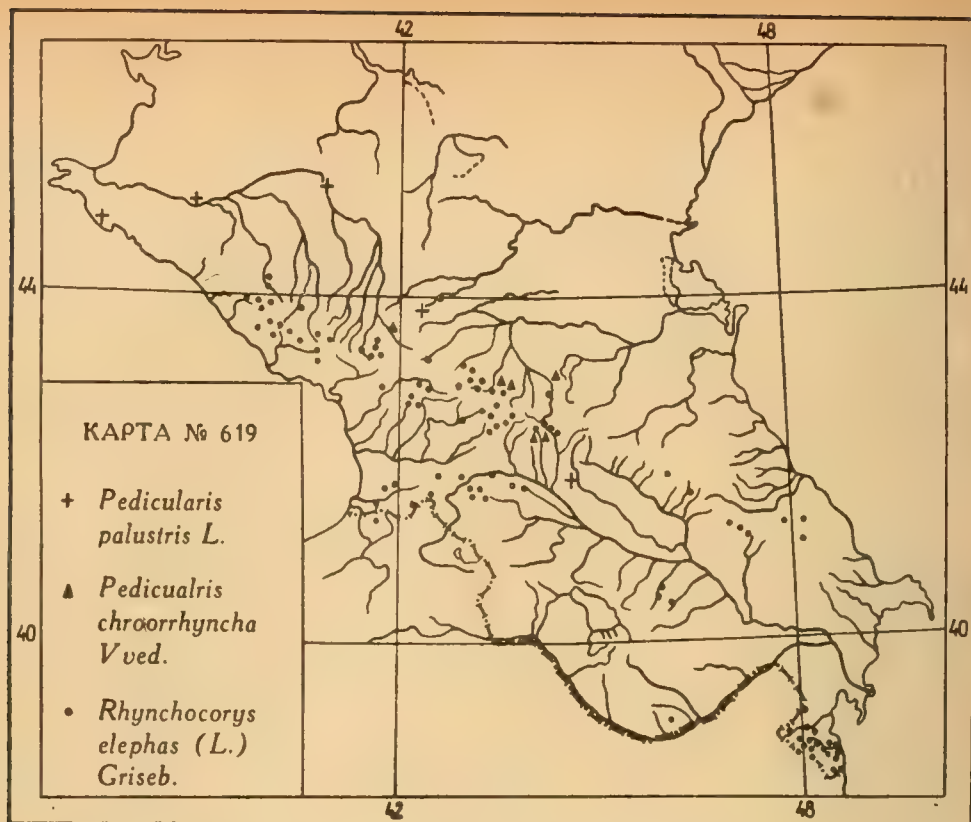 42 48
44 44
КАРТА № 619
+ Pedicularis
palustris L.
▲ Pedicualris
chroorrhyncha
Vved.
• Rhynchocorys
elephas (L.)
Griseb.
40 40
42 48